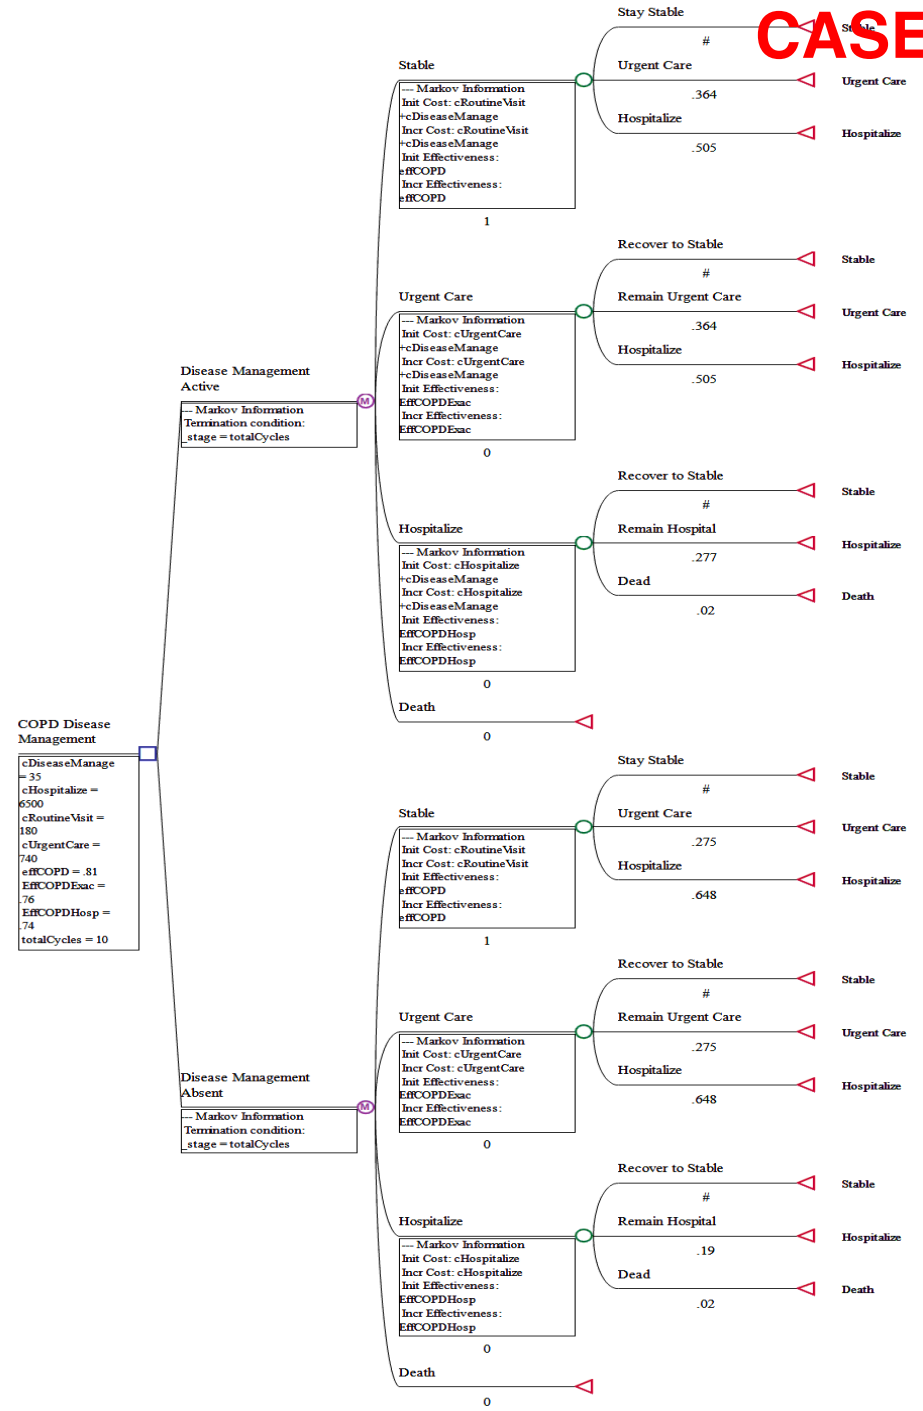 CASE
Stay Stable
Stable
#
Urgent Care
Urgent Care
.364
Hospitalize
Hospitalize
.505
Stable
--- Markov Information
Init Cost: cRoutineVisit
+cDiseaseManage
Incr Cost: cRoutineVisit
+cDiseaseManage
Init Effectiveness:
effCOPD
Incr Effectiveness:
effCOPD
1
Recover to Stable
Stable
#
Remain Urgent Care
Urgent Care
.364
Hospitalize
Hospitalize
.505
Urgent Care
--- Markov Information
Init Cost: cUrgentCare
+cDiseaseManage
Incr Cost: cUrgentCare
+cDiseaseManage
Init Effectiveness:
EffCOPDExac
Incr Effectiveness:
EffCOPDExac
0
Disease Management
Active
--- Markov Information
Termination condition:
_stage = totalCycles
Recover to Stable
Stable
#
Remain Hospital
Hospitalize
.277
Dead
Death
.02
Hospitalize
--- Markov Information
Init Cost: cHospitalize
+cDiseaseManage
Incr Cost: cHospitalize
+cDiseaseManage
Init Effectiveness:
EffCOPDHosp
Incr Effectiveness:
EffCOPDHosp
0
Death
0
COPD Disease
Management
cDiseaseManage
= 35
cHospitalize =
6500
cRoutineVisit =
180
cUrgentCare =
740
effCOPD = .81
EffCOPDExac =
.76
EffCOPDHosp =
.74
totalCycles = 10
Stay Stable
Stable
#
Urgent Care
Urgent Care
.275
Hospitalize
Hospitalize
.648
Stable
--- Markov Information
Init Cost: cRoutineVisit
Incr Cost: cRoutineVisit
Init Effectiveness:
effCOPD
Incr Effectiveness:
effCOPD
1
Recover to Stable
Stable
#
Remain Urgent Care
Urgent Care
.275
Hospitalize
Hospitalize
.648
Urgent Care
--- Markov Information
Init Cost: cUrgentCare
Incr Cost: cUrgentCare
Init Effectiveness:
EffCOPDExac
Incr Effectiveness:
EffCOPDExac
0
Disease Management
Absent
--- Markov Information
Termination condition:
_stage = totalCycles
Recover to Stable
Stable
#
Remain Hospital
Hospitalize
.19
Dead
Death
.02
Hospitalize
--- Markov Information
Init Cost: cHospitalize
Incr Cost: cHospitalize
Init Effectiveness:
EffCOPDHosp
Incr Effectiveness:
EffCOPDHosp
0
Death
0